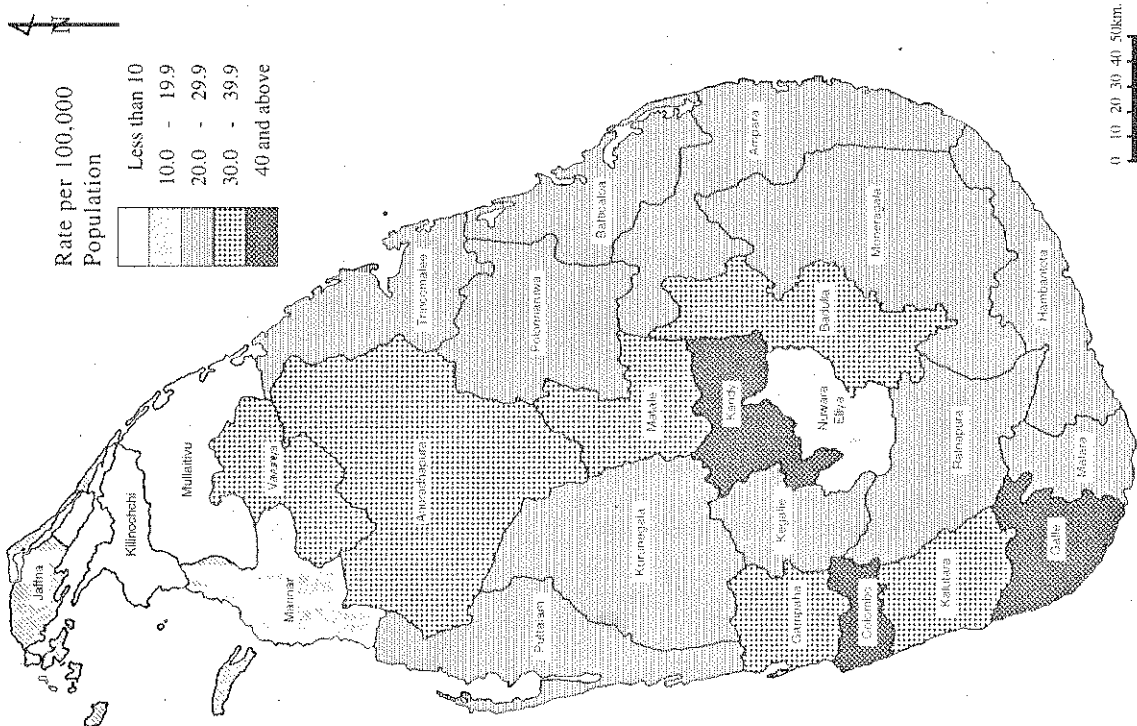 N
Rate per 100,000
Population
Less than 10
10.0 - 19.9
20.0 - 29.9
30.0 - 39.9
40 and above
Jaffna
Kilinochchi
Mullaitivu
Mannar
Vavuniya
Anuradhapura
Trincomalee
Polonnaruwa
Batticaloa
Puttalam
Kurunegala
Matale
Kandy
Ampara
Kegalle
Nuwara
Eliya
Badulla
Moneragala
Gampaha
Colombo
Ratnapura
Kalutara
Galle
Matara
Hambantota
0 10 20 30 40 50km.